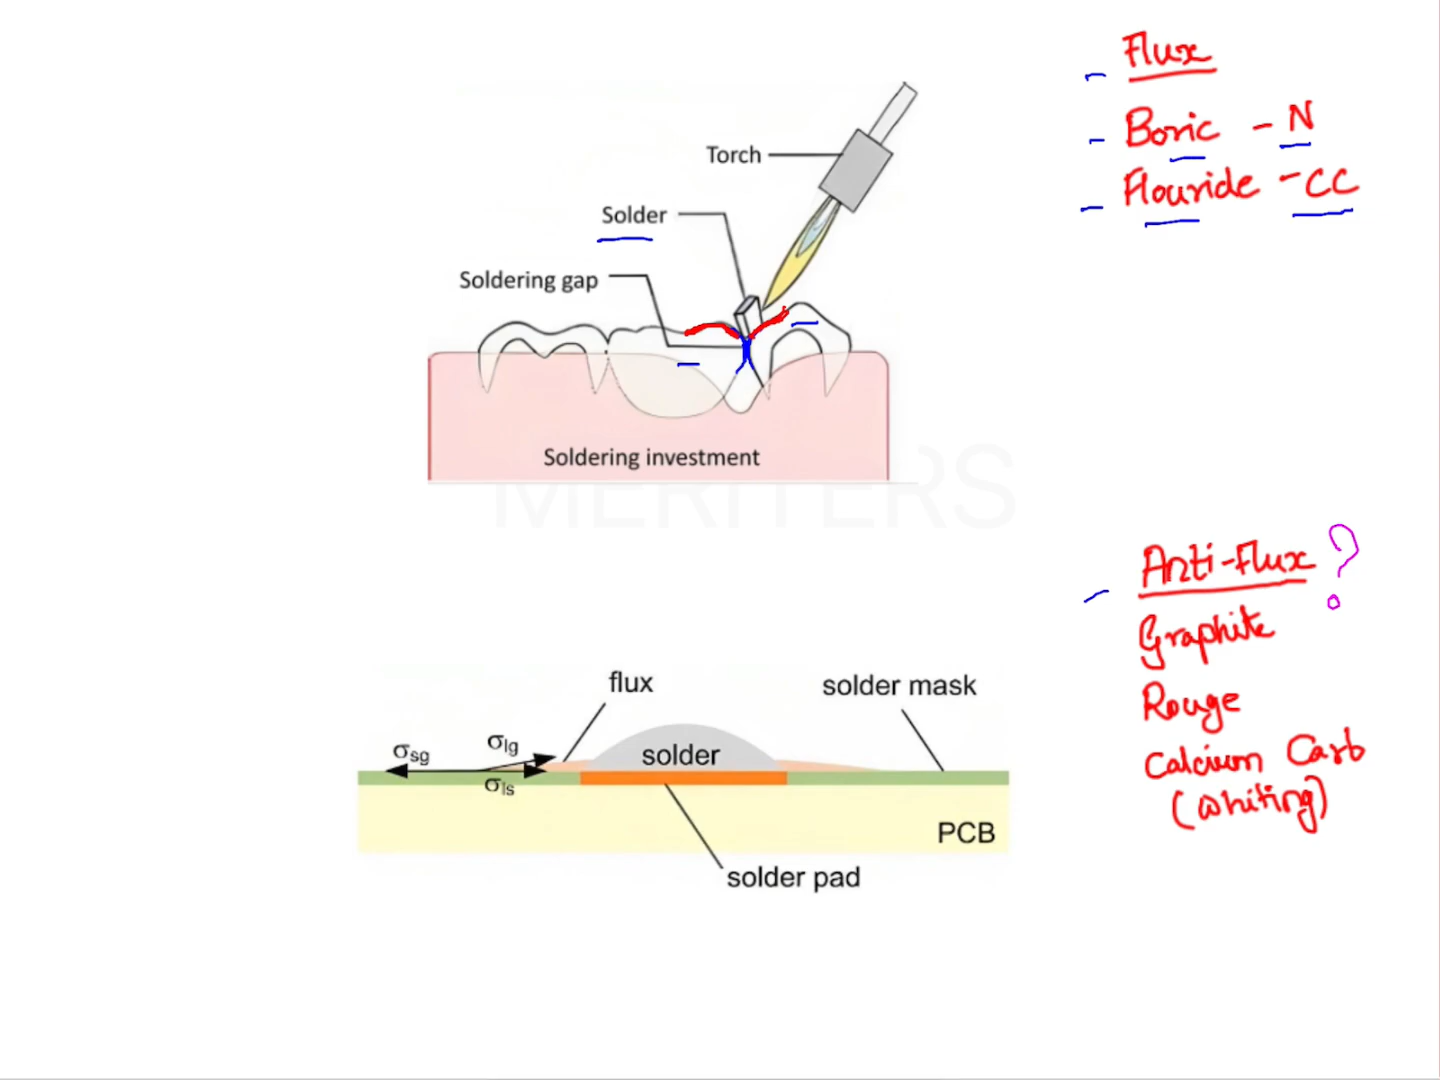 Flux
Boric - N
Flouride - CC
Torch
Solder
Soldering gap
Soldering investment
MERITERS
Anti-flux ?
Graphite
Rouge
Calcium Carb
(whiting)
flux
solder mask
σsg
σlg
solder
σls
PCB
solder pad